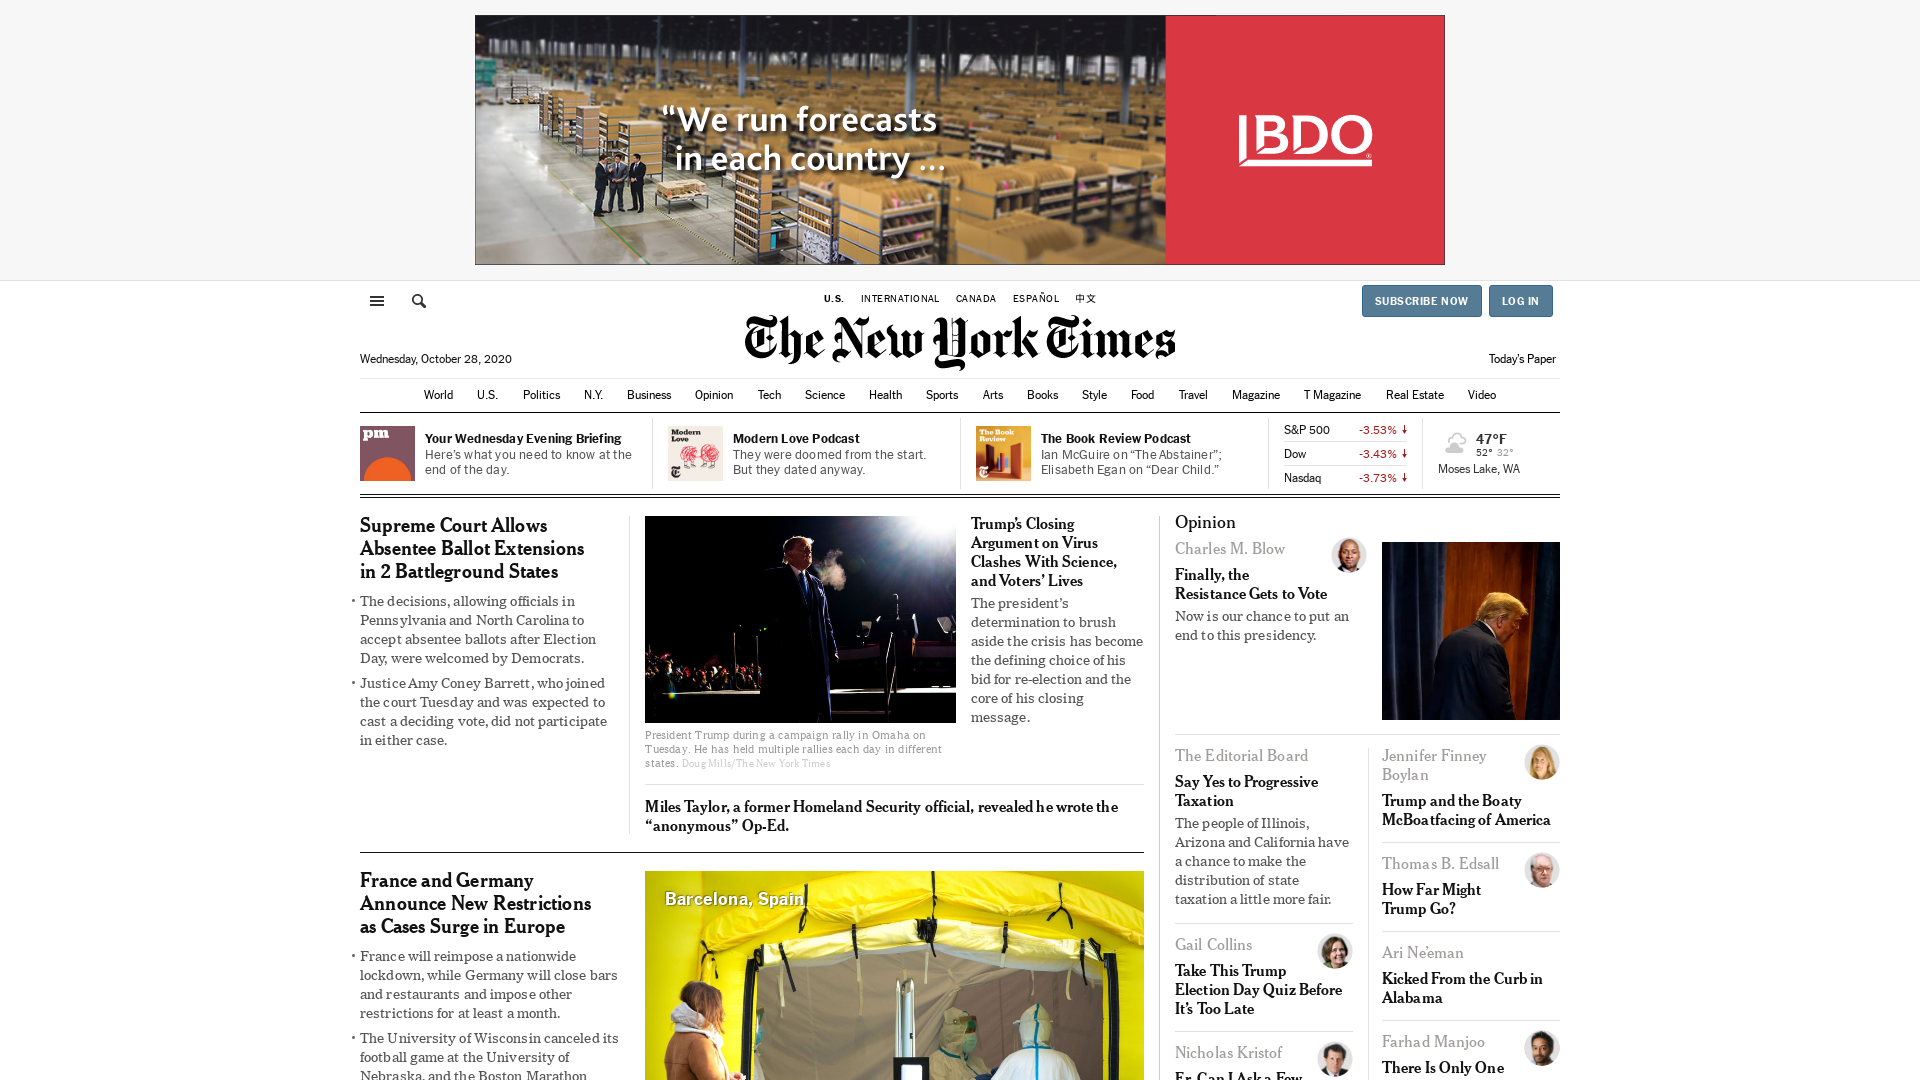 “We run forecasts
in each country ...
BDO
U.S.
INTERNATIONAL
CANADA
ESPAÑOL
中文
SUBSCRIBE NOW
LOG IN
The New York Times
Wednesday, October 28, 2020
Today’s Paper
World
U.S.
Politics
N.Y.
Business
Opinion
Tech
Science
Health
Sports
Arts
Books
Style
Food
Travel
Magazine
T Magazine
Real Estate
Video
pm
Your Wednesday Evening Briefing
Here’s what you need to know at the
end of the day.
Modern
Love
Modern Love Podcast
They were doomed from the start.
But they dated anyway.
The Book
Review
The Book Review Podcast
Ian McGuire on “The Abstainer”;
Elisabeth Egan on “Dear Child.”
S&P 500 -3.53%
Dow -3.43%
Nasdaq -3.73%
47°F
52° 32°
Moses Lake, WA
Supreme Court Allows
Absentee Ballot Extensions
in 2 Battleground States
• The decisions, allowing officials in
Pennsylvania and North Carolina to
accept absentee ballots after Election
Day, were welcomed by Democrats.
• Justice Amy Coney Barrett, who joined
the court Tuesday and was expected to
cast a deciding vote, did not participate
in either case.
President Trump during a campaign rally in Omaha on
Tuesday. He has held multiple rallies each day in different
states. Doug Mills/The New York Times
Trump’s Closing
Argument on Virus
Clashes With Science,
and Voters’ Lives
The president’s
determination to brush
aside the crisis has become
the defining choice of his
bid for re-election and the
core of his closing
message.
Miles Taylor, a former Homeland Security official, revealed he wrote the
“anonymous” Op-Ed.
France and Germany
Announce New Restrictions
as Cases Surge in Europe
• France will reimpose a nationwide
lockdown, while Germany will close bars
and restaurants and impose other
restrictions for at least a month.
• The University of Wisconsin canceled its
football game at the University of
Nebraska, and the Boston Marathon
Barcelona, Spain
Opinion
Charles M. Blow
Finally, the
Resistance Gets to Vote
Now is our chance to put an
end to this presidency.
The Editorial Board
Say Yes to Progressive
Taxation
The people of Illinois,
Arizona and California have
a chance to make the
distribution of state
taxation a little more fair.
Gail Collins
Take This Trump
Election Day Quiz Before
It’s Too Late
Nicholas Kristof
Er, Can I Ask a Few
Jennifer Finney
Boylan
Trump and the Boaty
McBoatfacing of America
Thomas B. Edsall
How Far Might
Trump Go?
Ari Ne’eman
Kicked From the Curb in
Alabama
Farhad Manjoo
There Is Only One